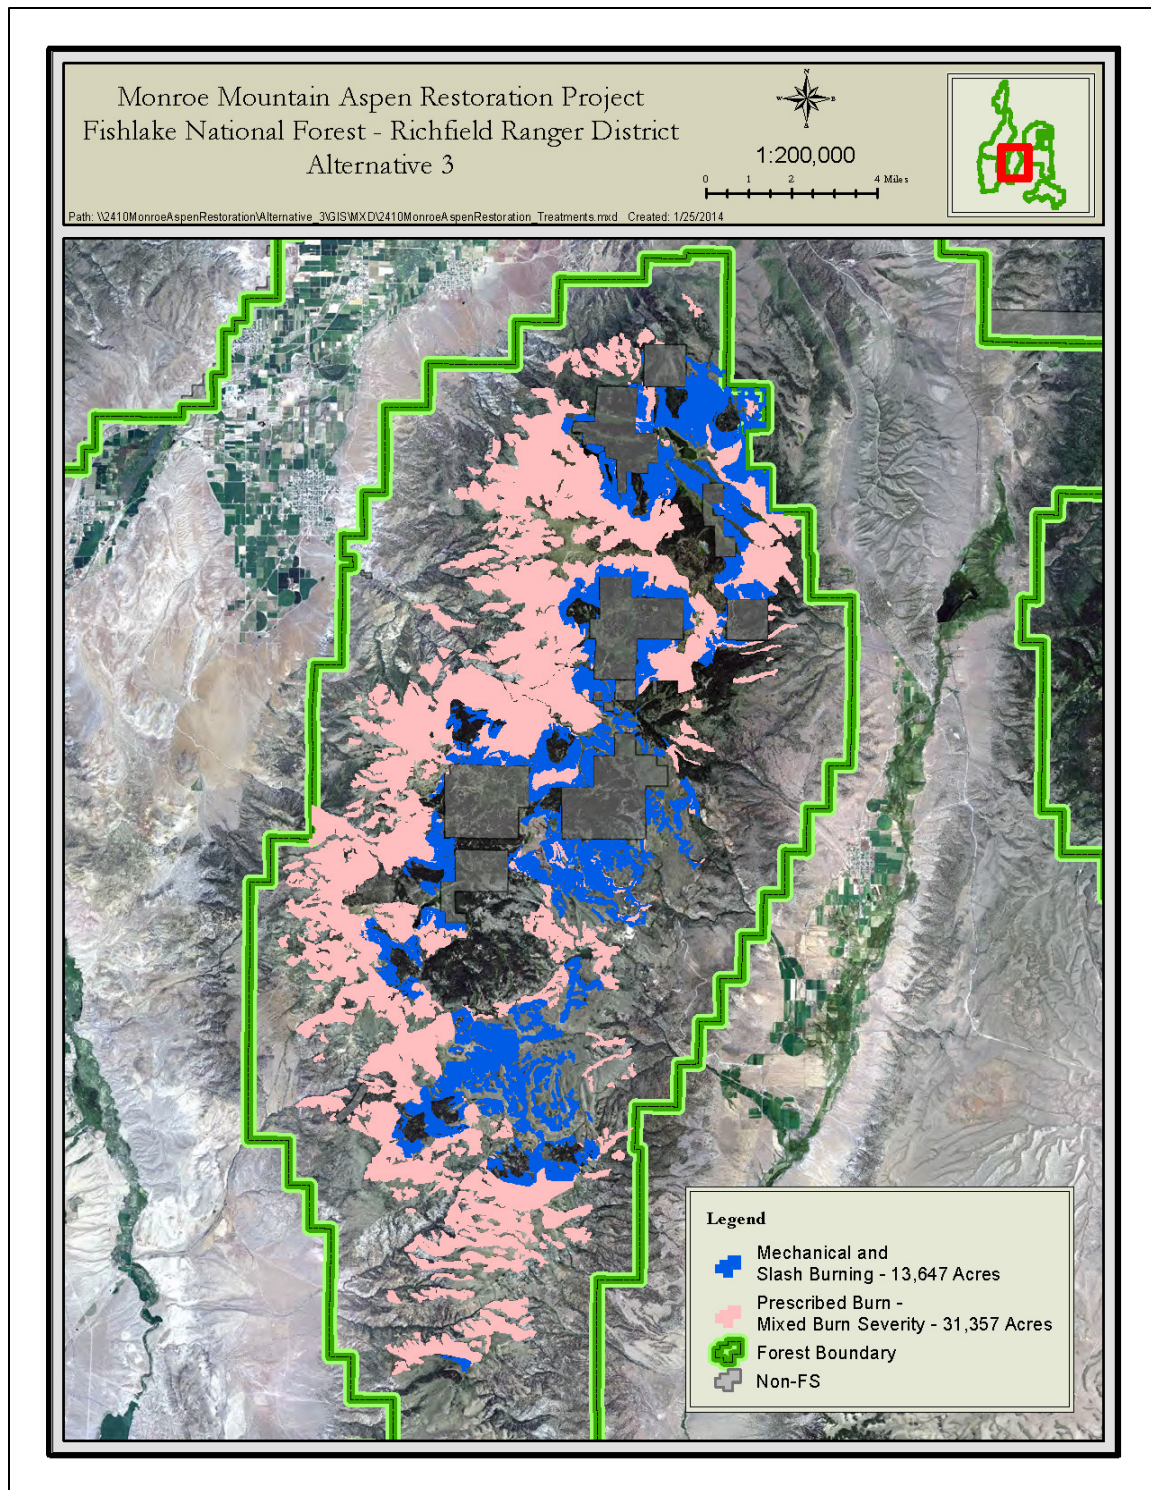 Monroe Mountain Aspen Restoration Project
Fishlake National Forest - Richfield Ranger District
Alternative 3
N
W
E
S
1:200,000
0 1 2 4 Miles
Path: \\2410MonroeAspenRestoration\Alternative_3\GIS\MXD\2410MonroeAspenRestoration_Treatments.mxd Created: 1/25/2014
Legend
Mechanical and
Slash Burning - 13,647 Acres
Prescribed Burn -
Mixed Burn Severity - 31,357 Acres
Forest Boundary
Non-FS